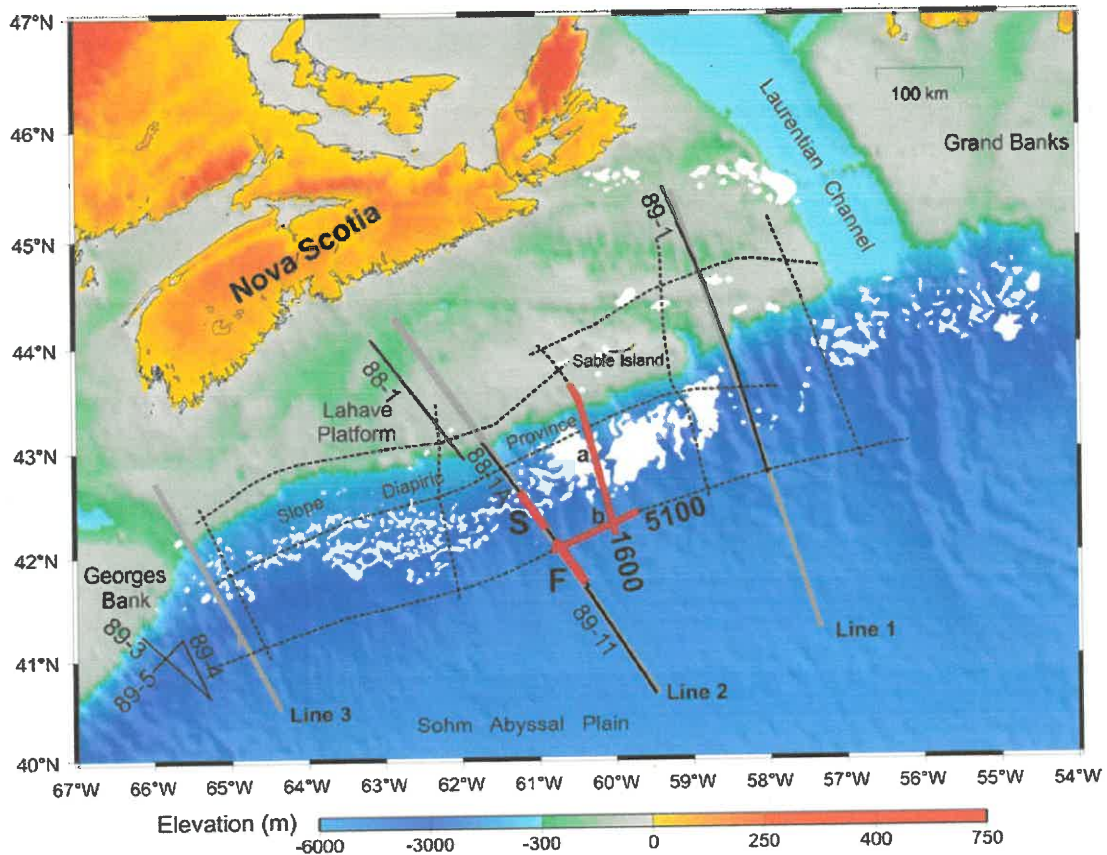 47°N
46°N
45°N
44°N
43°N
42°N
41°N
40°N
67°W
66°W
65°W
64°W
63°W
62°W
61°W
60°W
59°W
58°W
57°W
56°W
55°W
54°W
100 km
Grand Banks
Laurentian Channel
Nova Scotia
89-1
Sable Island
88-1
Lahave
Platform
88-1A
Slope Diapiric Province
a
b
S
F
5100
1600
Georges
Bank
89-3
89-5
89-4
89-11
Line 1
Line 2
Line 3
Sohm Abyssal Plain
Elevation (m)
-6000
-3000
-300
0
250
400
750